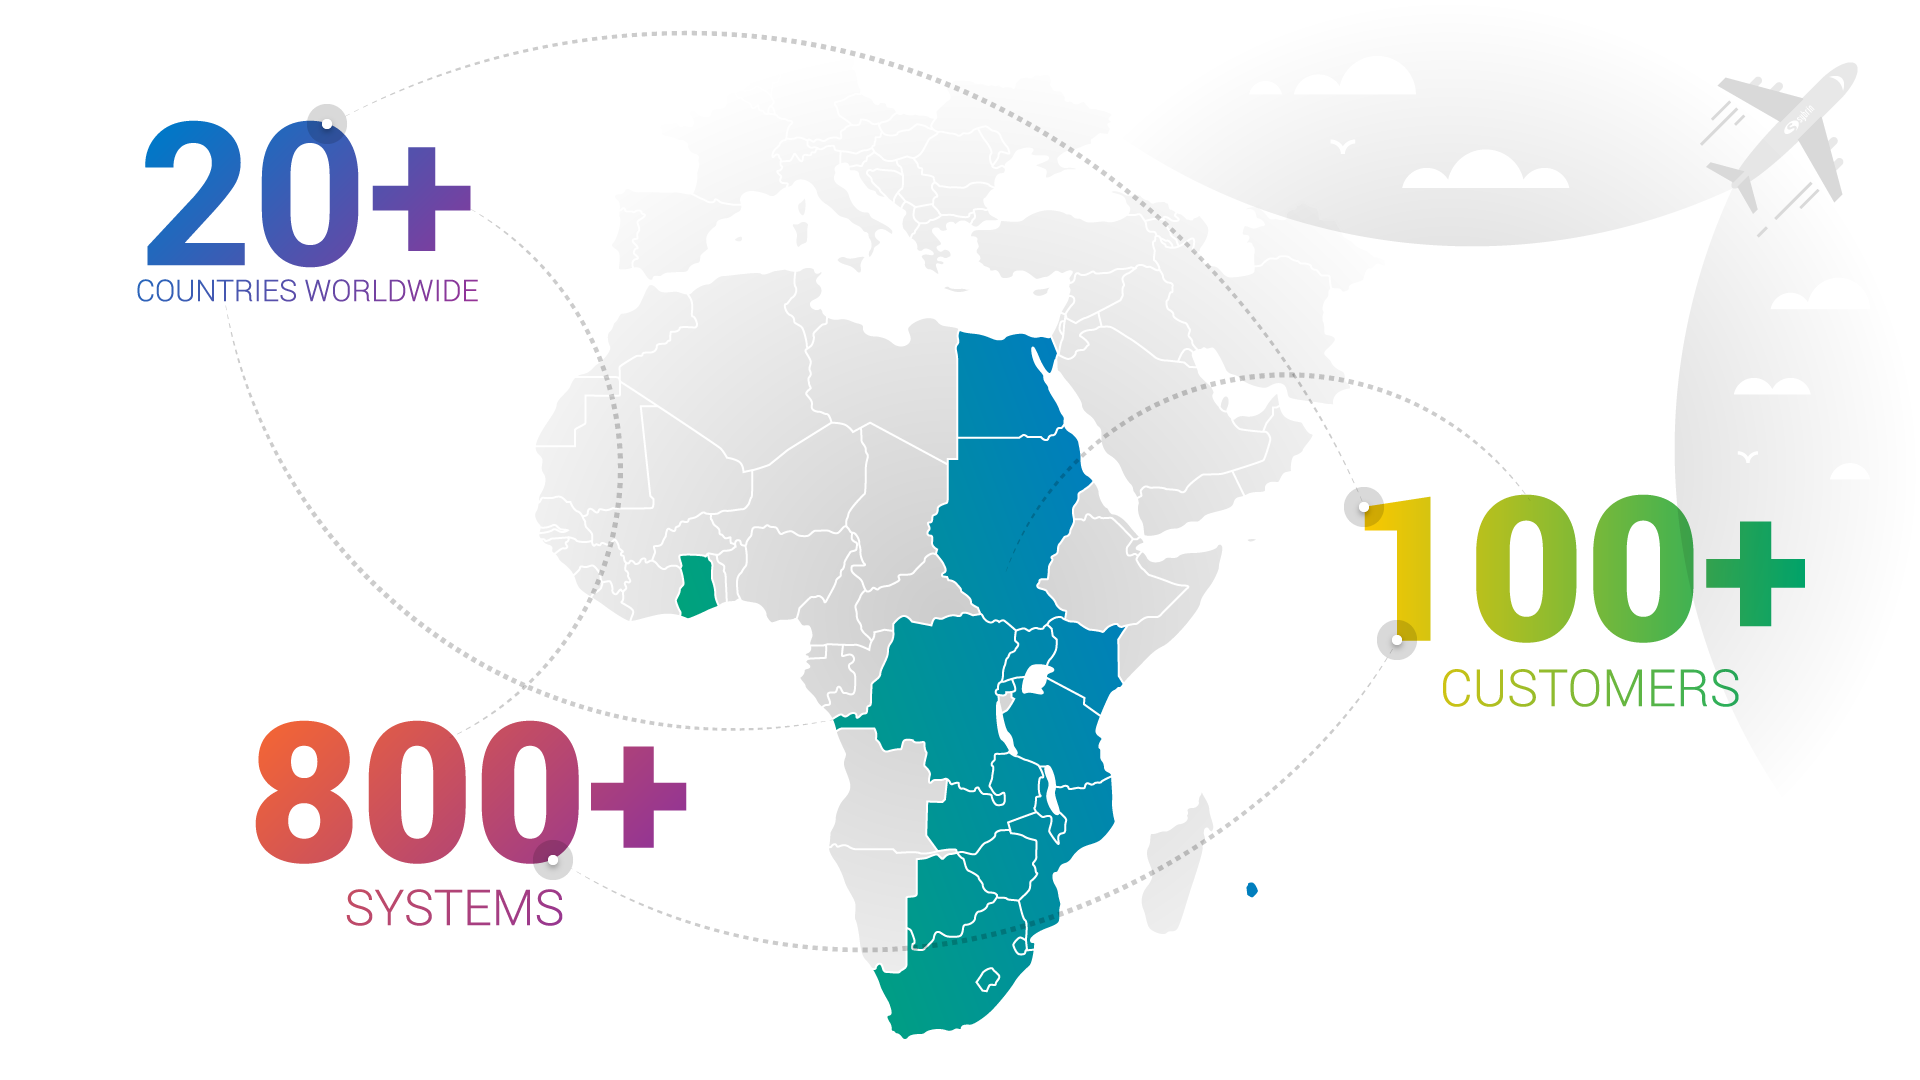 20+
COUNTRIES WORLDWIDE
100+
CUSTOMERS
800+
SYSTEMS